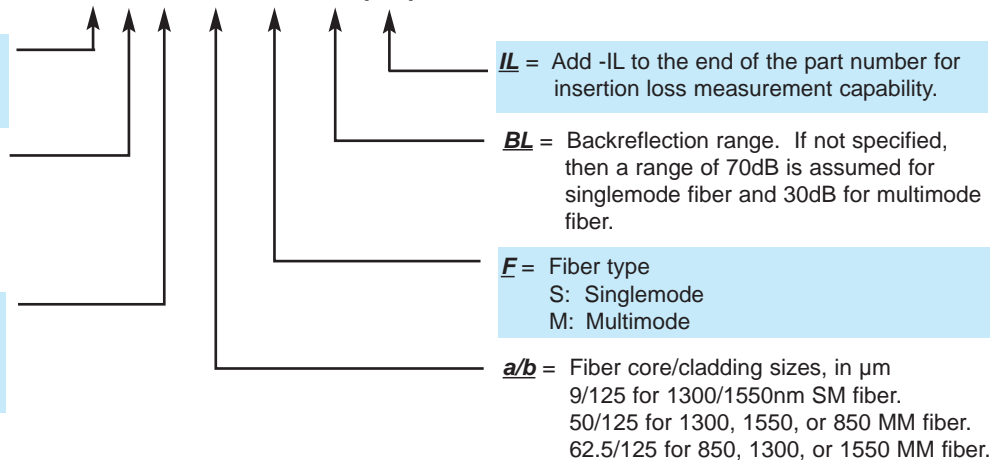 IL = Add -IL to the end of the part number for
insertion loss measurement capability.
BL = Backreflection range. If not specified,
then a range of 70dB is assumed for
singlemode fiber and 30dB for multimode
fiber.
F = Fiber type
S: Singlemode
M: Multimode
a/b = Fiber core/cladding sizes, in µm
9/125 for 1300/1550nm SM fiber.
50/125 for 1300, 1550, or 850 MM fiber.
62.5/125 for 850, 1300, or 1550 MM fiber.